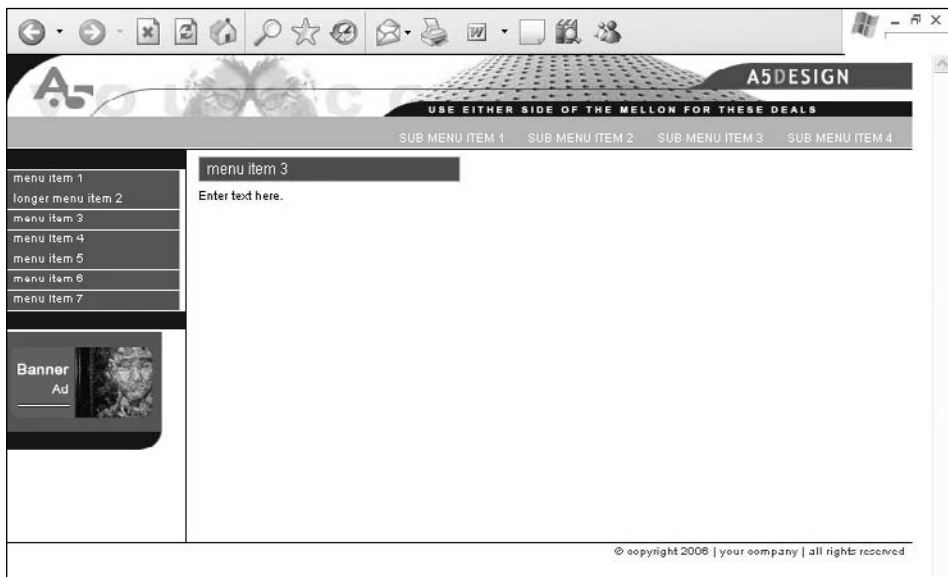 A5
A5DESIGN
USE EITHER SIDE OF THE MELLON FOR THESE DEALS
SUB MENU ITEM 1 SUB MENU ITEM 2 SUB MENU ITEM 3 SUB MENU ITEM 4
menu item 1
longer menu item 2
menu item 3
menu item 4
menu item 5
menu item 6
menu item 7
menu item 3
Enter text here.
Banner
Ad
© copyright 2006 | your company | all rights reserved